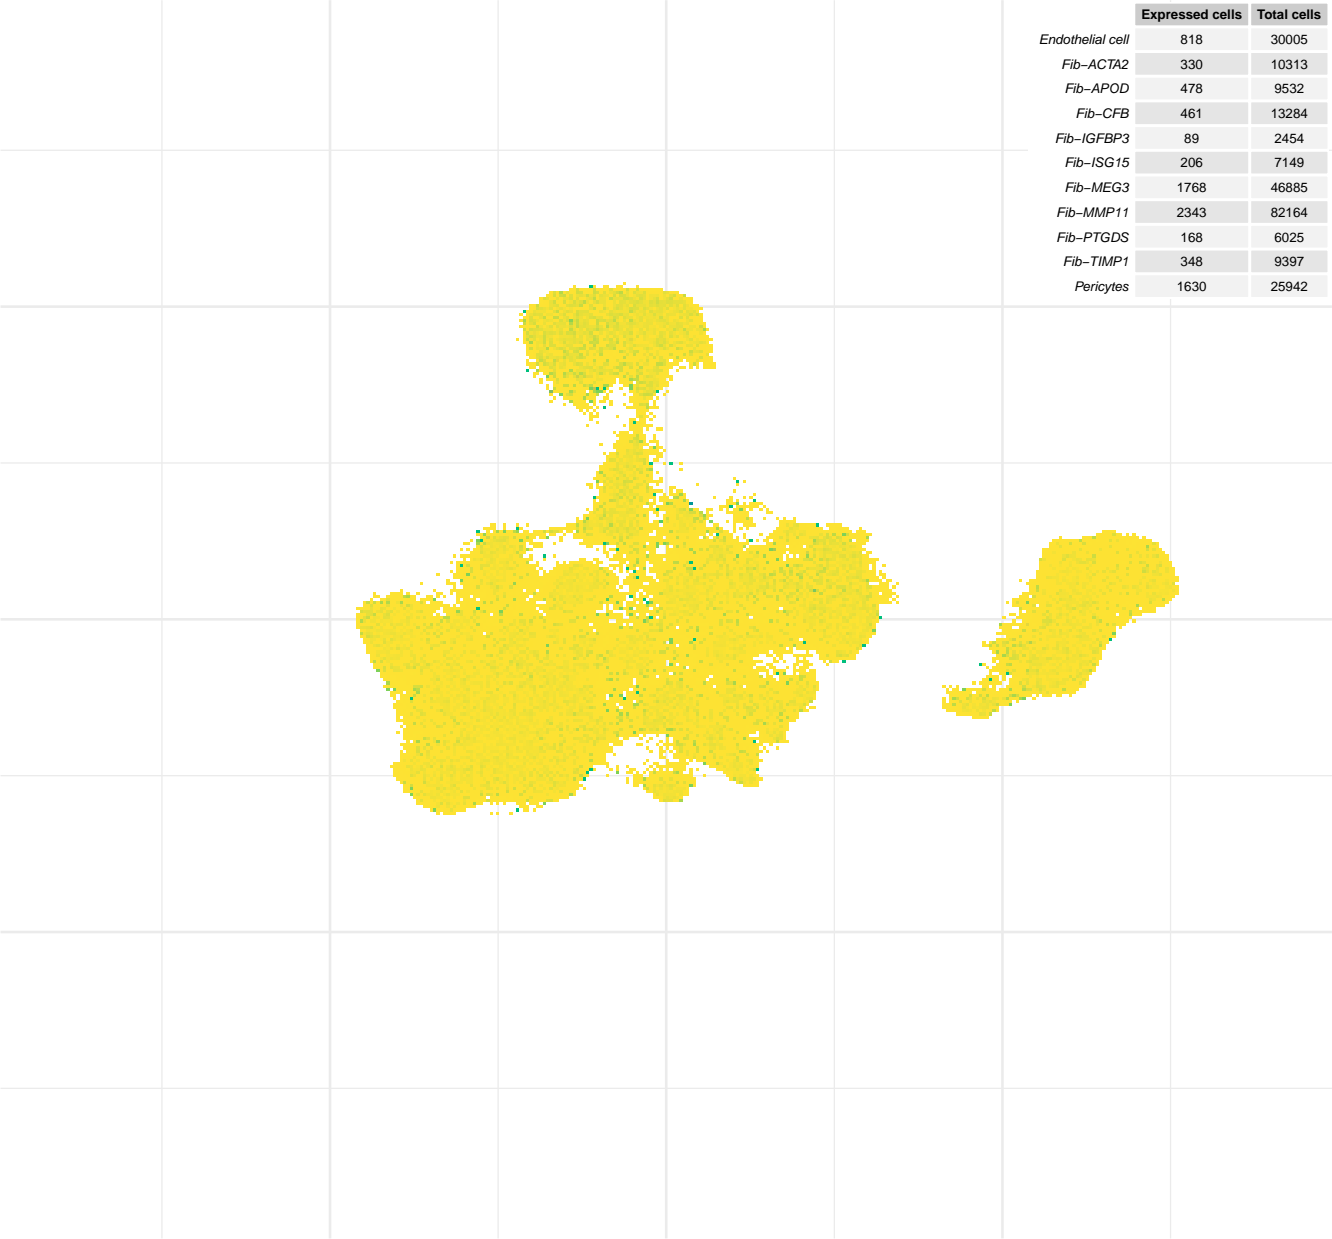 Expressed cells Total cells
Endothelial cell 818 30005
Fib−ACTA2 330 10313
Fib−APOD 478 9532
Fib−CFB 461 13284
Fib−IGFBP3 89 2454
Fib−ISG15 206 7149
Fib−MEG3 1768 46885
Fib−MMP11 2343 82164
Fib−PTGDS 168 6025
Fib−TIMP1 348 9397
Pericytes 1630 25942